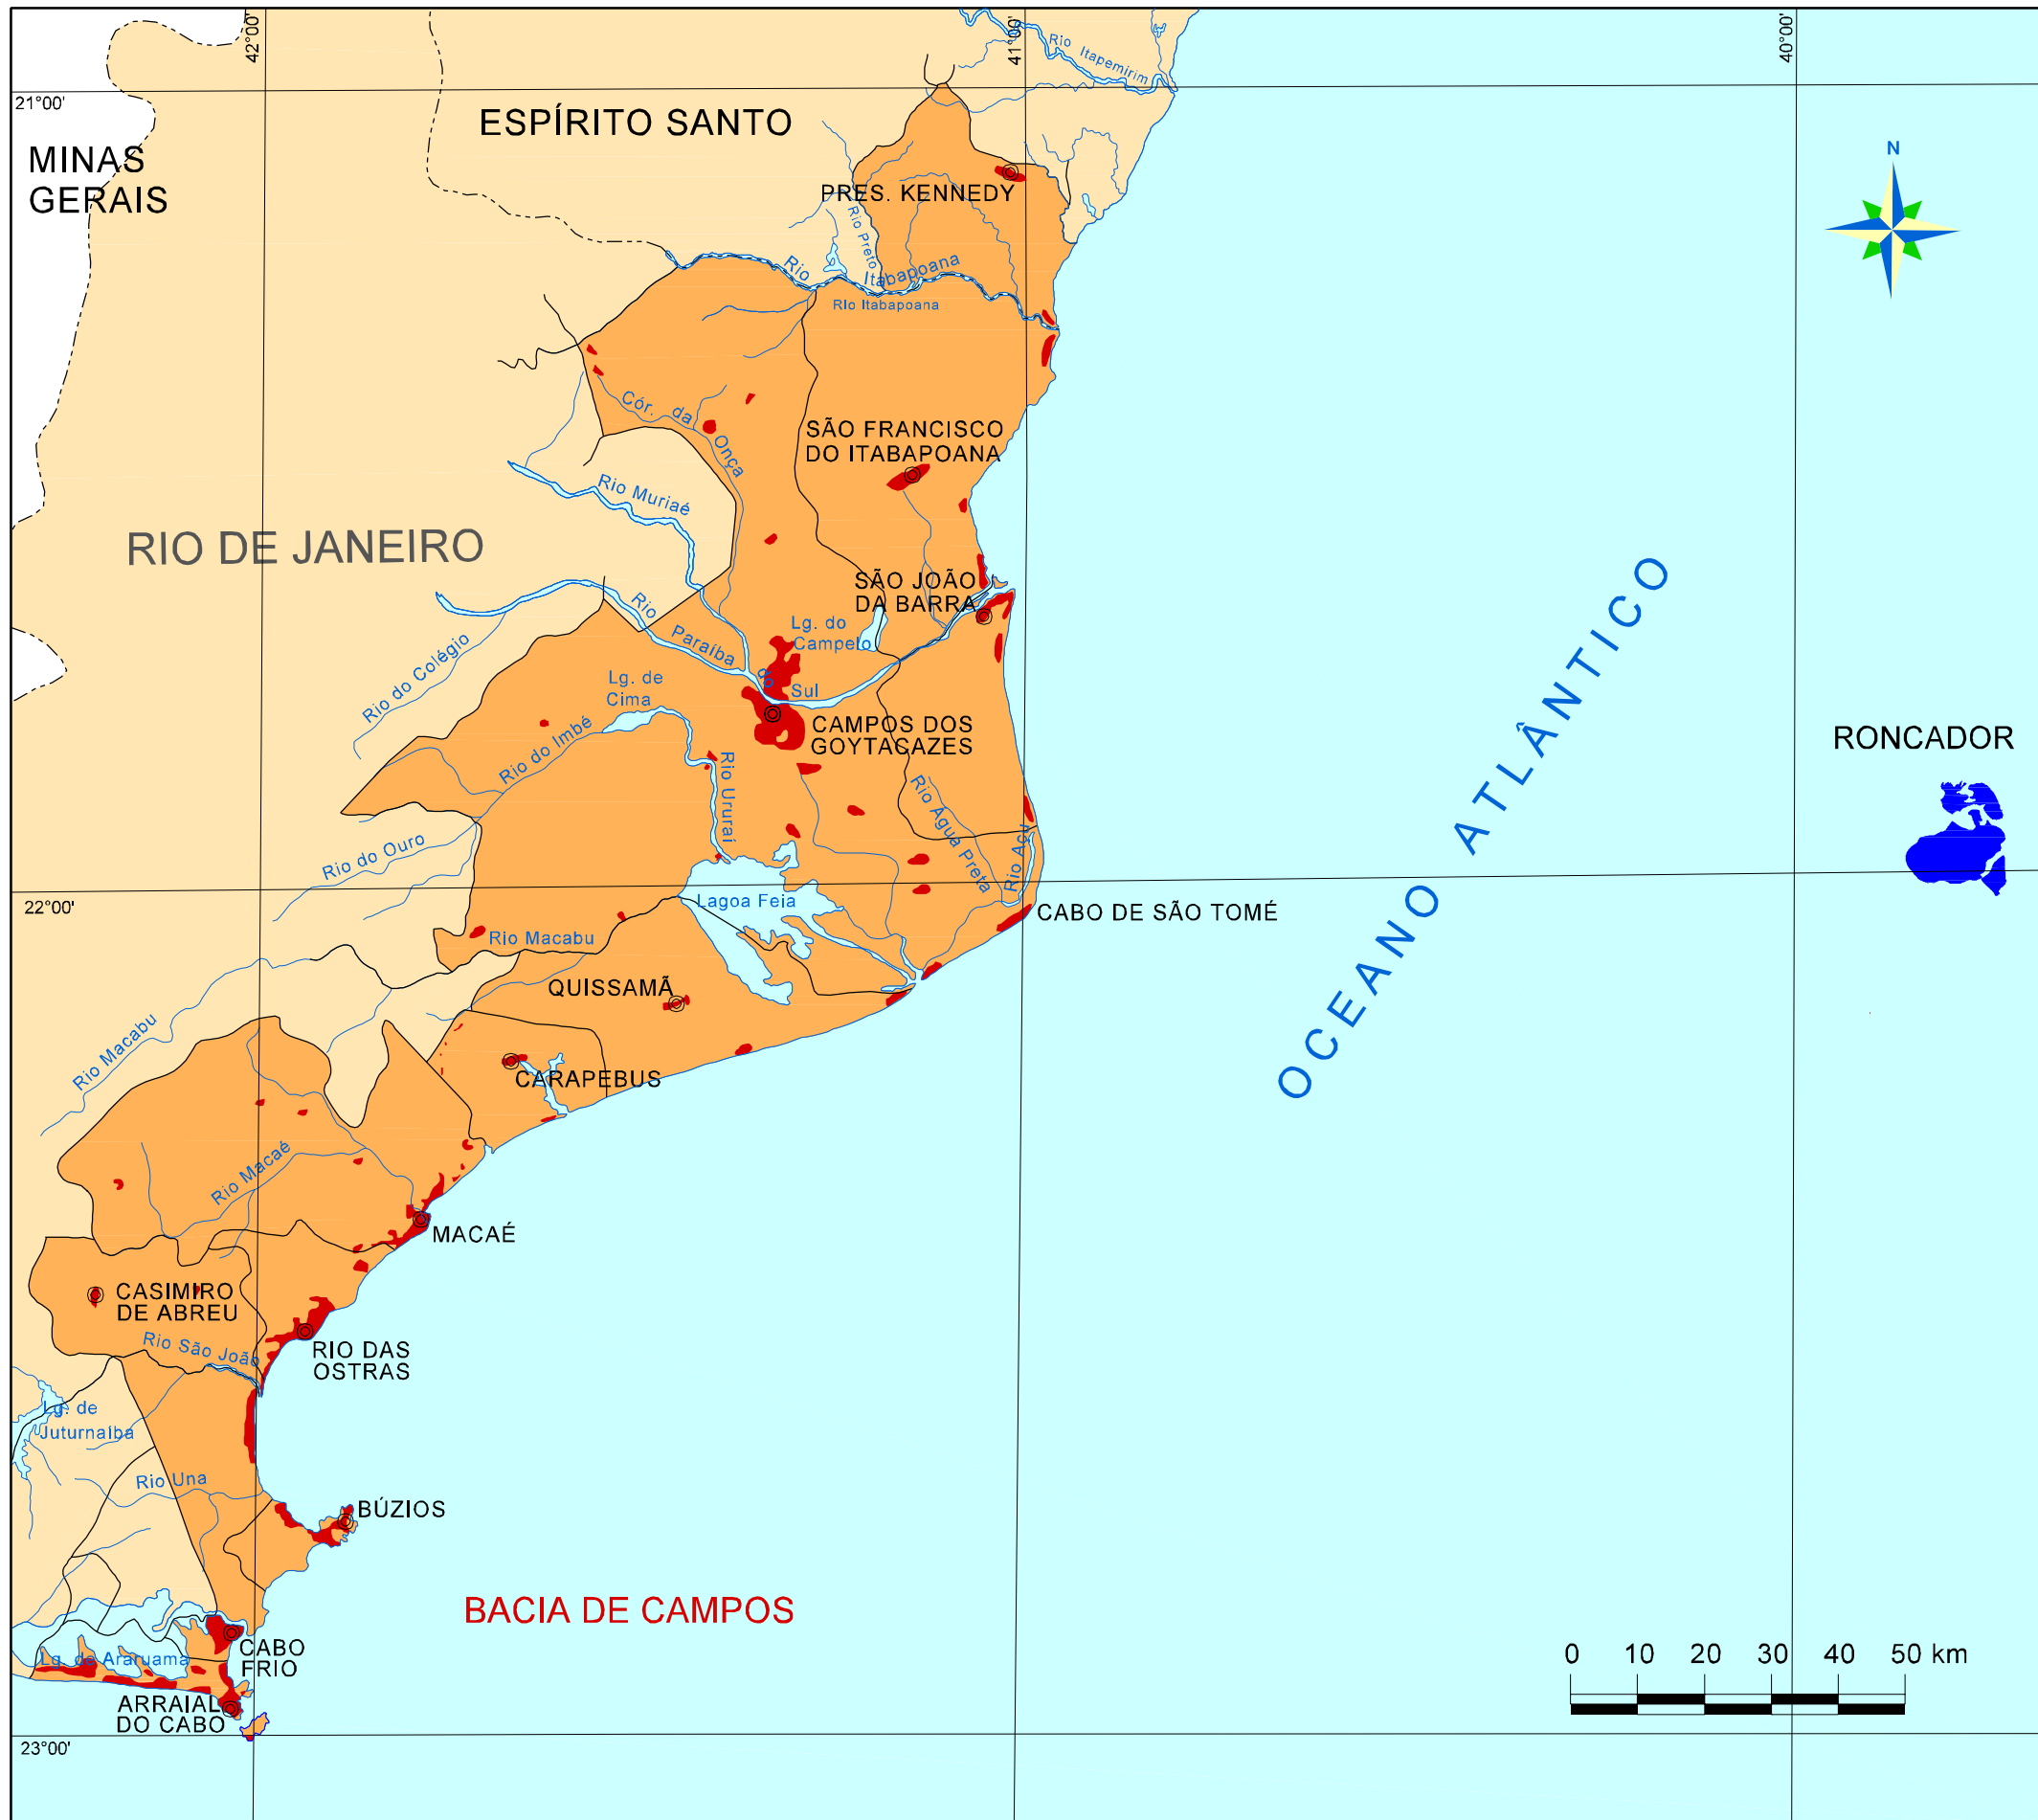 42°00'
41°00'
40°00'
Rio Itapemirim
21°00'
ESPÍRITO SANTO
MINAS
GERAIS
N
PRES. KENNEDY
Rio Preto
Rio
Itabapoana
RIo Itabapoana
Cór. da
Onça
SÃO FRANCISCO
DO ITABAPOANA
Rio Muriaé
RIO DE JANEIRO
SÃO JOÃO
DA BARRA
Rio
Paraíba
do
Sul
Lg. do
Campelo
Rio do Colégio
Lg. de
Cima
CAMPOS DOS
GOYTACAZES
RONCADOR
Rio do Imbé
Rio Ururaí
Rio Água Preta
Rio Açu
Rio do Ouro
OCEANO ATLÂNTICO
22°00'
Lagoa Feia
CABO DE SÃO TOMÉ
Rio Macabu
QUISSAMÃ
Rio Macabu
CARAPEBUS
Rio Macaé
MACAÉ
CASIMIRO
DE ABREU
Rio São João
RIO DAS
OSTRAS
Lg. de
Juturnaíba
Rio Una
BÚZIOS
BACIA DE CAMPOS
CABO
FRIO
Lg. de Araruama
0 10 20 30 40 50 km
ARRAIAL
DO CABO
23°00'